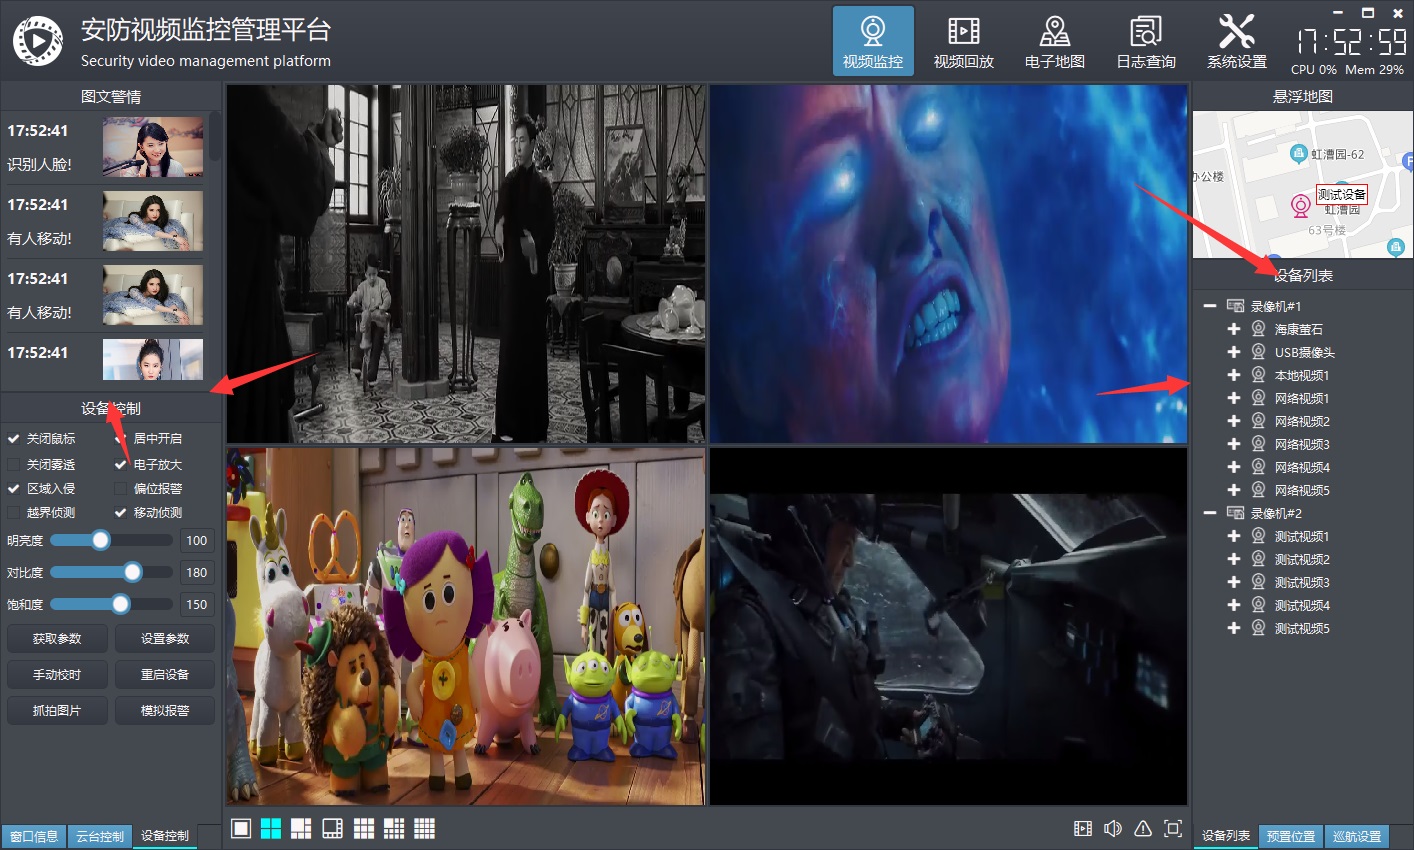 安防视频监控管理平台
Security video management platform
视频监控
视频回放
电子地图
日志查询
系统设置
17:52:59
CPU 0% Mem 29%
图文警情
17:52:41
识别人脸!
17:52:41
有人移动!
17:52:41
有人移动!
17:52:41
设备控制
关闭鼠标
居中开启
关闭雾透
电子放大
区域入侵
偏位报警
越界侦测
移动侦测
明亮度 100
对比度 180
饱和度 150
获取参数
设置参数
手动校时
重启设备
抓拍图片
模拟报警
窗口信息
云台控制
设备控制
悬浮地图
虹漕园-62
办公楼
测试设备
虹漕园
63号楼
设备列表
录像机#1
海康萤石
USB摄像头
本地视频1
网络视频1
网络视频2
网络视频3
网络视频4
网络视频5
录像机#2
测试视频1
测试视频2
测试视频3
测试视频4
测试视频5
设备列表
预置位置
巡航设置